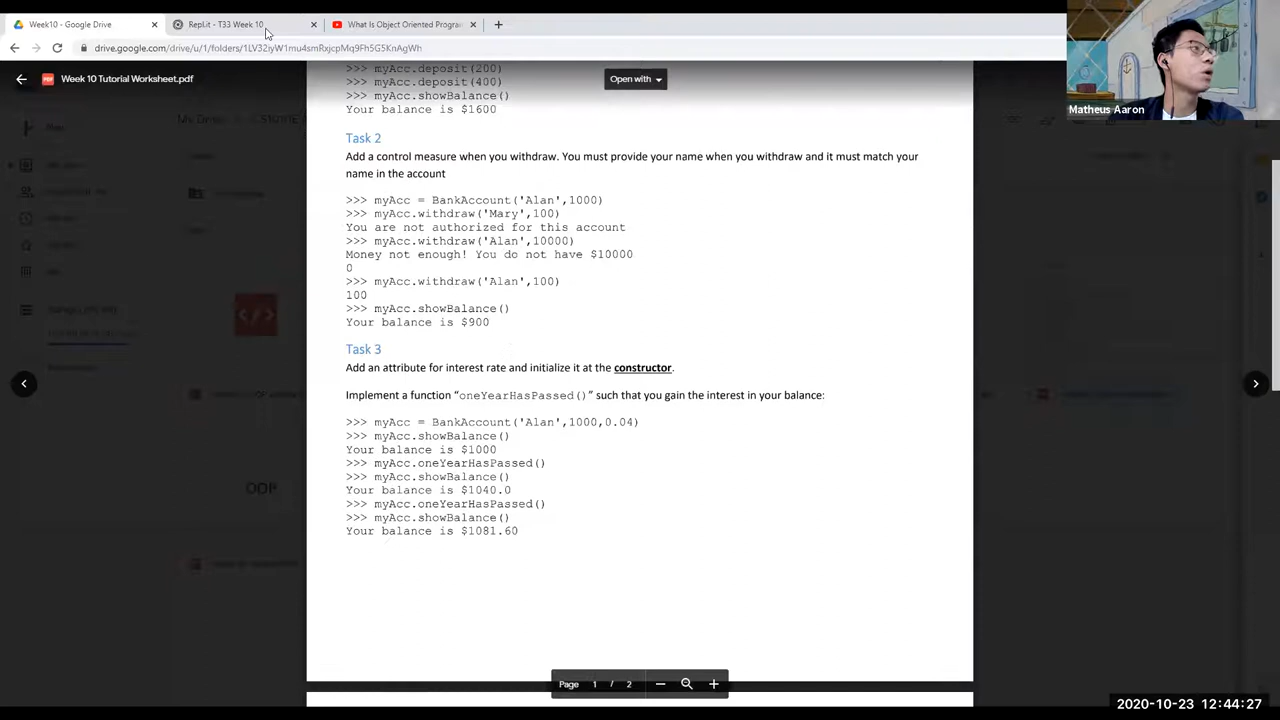 Week10 - Google Drive
Repl.it - T33 Week 10
What Is Object Oriented Program
drive.google.com/drive/u/1/folders/1LV32iyW1mu4smRxjcpMq9Fh5G5KnAgWh
Week 10 Tutorial Worksheet.pdf
Open with
Matheus Aaron
>>> myAcc.deposit(200)
>>> myAcc.deposit(400)
>>> myAcc.showBalance()
Your balance is $1600
Task 2
Add a control measure when you withdraw. You must provide your name when you withdraw and it must match your
name in the account
>>> myAcc = BankAccount('Alan',1000)
>>> myAcc.withdraw('Mary',100)
You are not authorized for this account
>>> myAcc.withdraw('Alan',10000)
Money not enough! You do not have $10000
0
>>> myAcc.withdraw('Alan',100)
100
>>> myAcc.showBalance()
Your balance is $900
Task 3
Add an attribute for interest rate and initialize it at the constructor.
Implement a function “oneYearHasPassed()” such that you gain the interest in your balance:
>>> myAcc = BankAccount('Alan',1000,0.04)
>>> myAcc.showBalance()
Your balance is $1000
>>> myAcc.oneYearHasPassed()
>>> myAcc.showBalance()
Your balance is $1040.0
>>> myAcc.oneYearHasPassed()
>>> myAcc.showBalance()
Your balance is $1081.60
Page 1 / 2
2020-10-23 12:44:27